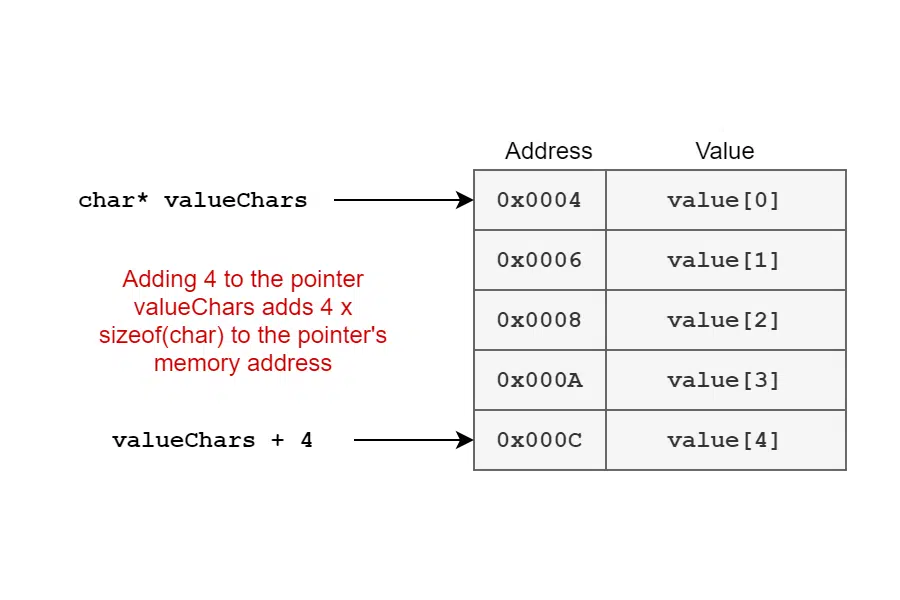 Address Value
char* valueChars 0x0004 value[0]
0x0006 value[1]
Adding 4 to the pointer
valueChars adds 4 x
sizeof(char) to the pointer's
memory address
0x0008 value[2]
0x000A value[3]
valueChars + 4 0x000C value[4]